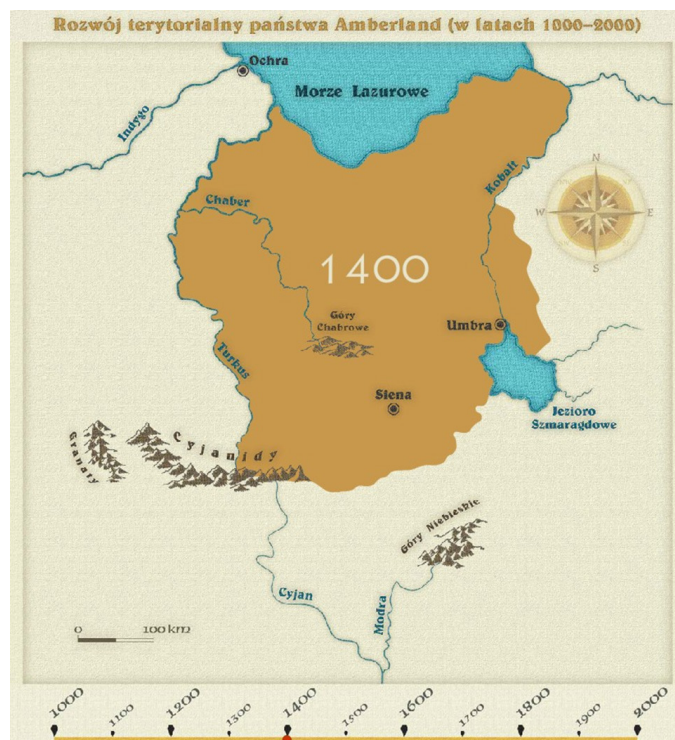 Rozwój terytorialny państwa Amberland (w latach 1000–2000)
Ochra
Morze Lazurowe
Indygo
Kobalt
N
W
E
S
Chaber
1400
Góry
Chabrowe
Umbra
Turkus
Siena
Jezioro
Szmaragdowe
Granaty
Cyjanidy
Góry Niebieskie
Cyjan
Modra
0 100 km
1000 1100 1200 1300 1400 1500 1600 1700 1800 1900 2000